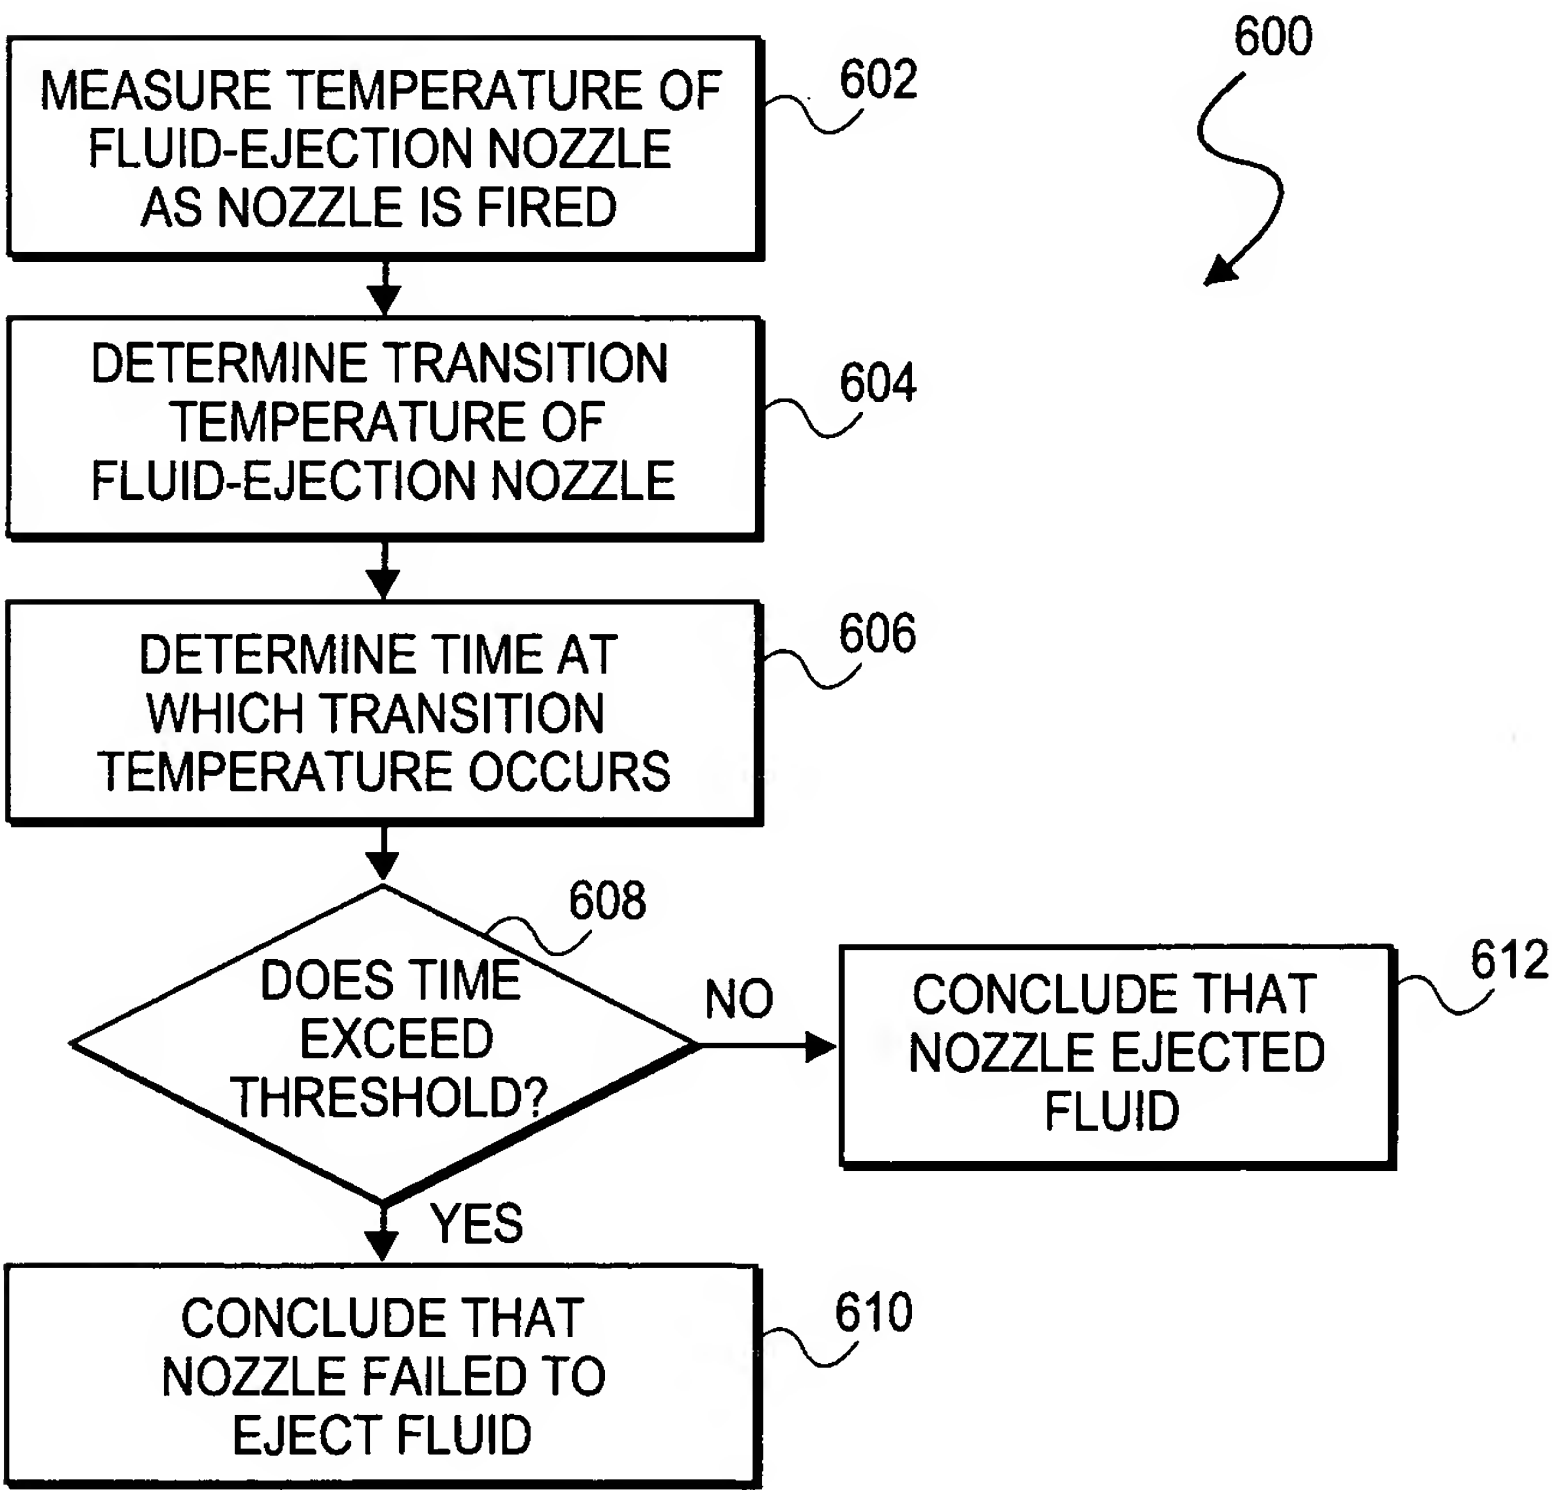 600
MEASURE TEMPERATURE OF
FLUID-EJECTION NOZZLE
AS NOZZLE IS FIRED
602
DETERMINE TRANSITION
TEMPERATURE OF
FLUID-EJECTION NOZZLE
604
DETERMINE TIME AT
WHICH TRANSITION
TEMPERATURE OCCURS
606
608
DOES TIME
EXCEED
THRESHOLD?
NO
CONCLUDE THAT
NOZZLE EJECTED
FLUID
612
YES
CONCLUDE THAT
NOZZLE FAILED TO
EJECT FLUID
610